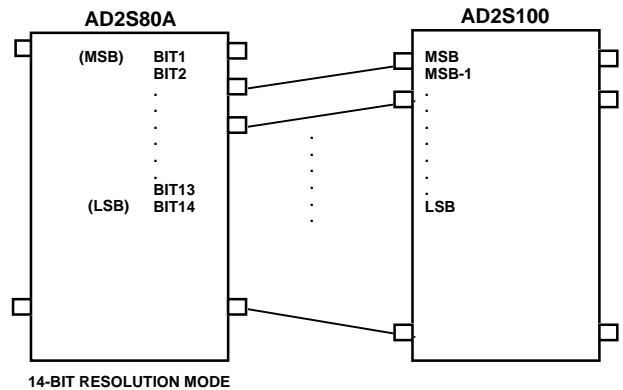 AD2S80A
(MSB) BIT1
BIT2
.
.
.
.
.
.
BIT13
(LSB) BIT14
14-BIT RESOLUTION MODE
.
.
.
.
.
.
AD2S100
MSB
MSB-1
.
.
.
.
.
.
.
LSB